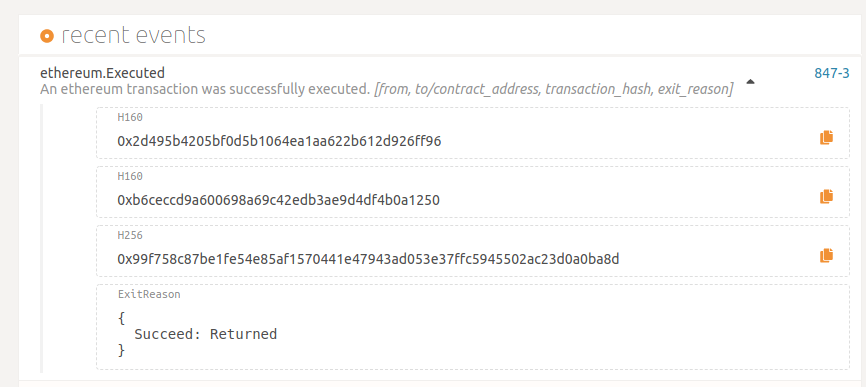 recent events
ethereum.Executed
847-3
An ethereum transaction was successfully executed. [from, to/contract_address, transaction_hash, exit_reason]
H160
0x2d495b4205bf0d5b1064ea1aa622b612d926ff96
H160
0xb6ceccd9a600698a69c42edb3ae9d4df4b0a1250
H256
0x99f758c87be1fe54e85af1570441e47943ad053e37ffc5945502ac23d0a0ba8d
ExitReason
{
  Succeed: Returned
}